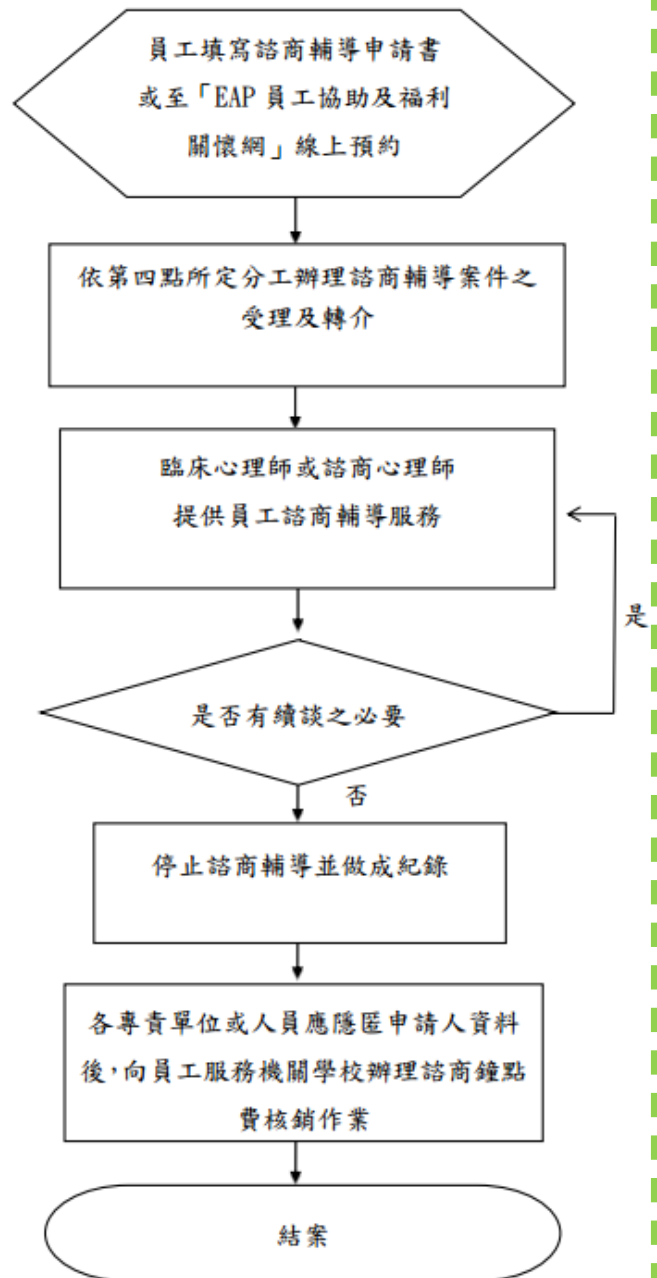 員工填寫諮商輔導申請書
或至「EAP 員工協助及福利
關懷網」線上預約
依第四點所定分工辦理諮商輔導案件之
受理及轉介
臨床心理師或諮商心理師
提供員工諮商輔導服務
是
是否有續談之必要
否
停止諮商輔導並做成紀錄
各專責單位或人員應隱匿申請人資料
後，向員工服務機關學校辦理諮商鐘點
費核銷作業
結案